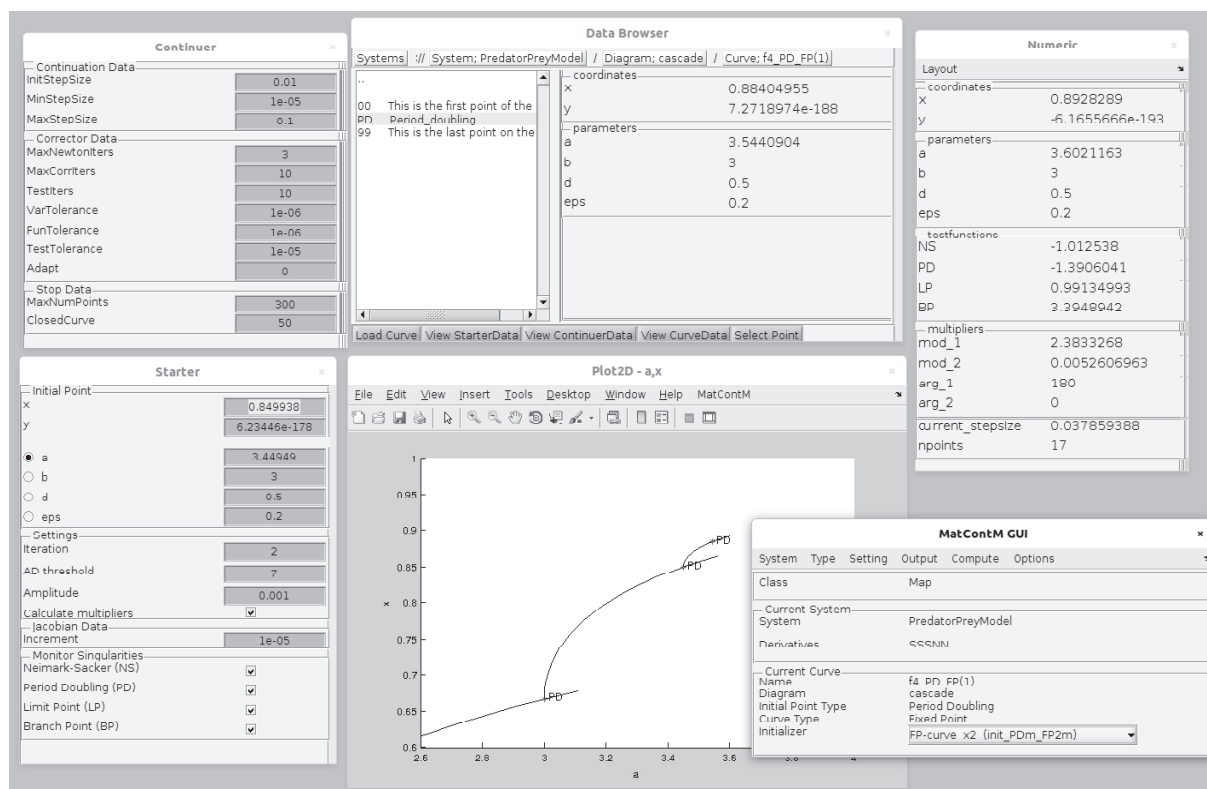 Continuer
Continuation Data
InitStepSize 0.01
MinStepSize 1e-05
MaxStepSize 0.1
Corrector Data
MaxNewtonIters 3
MaxCorrIters 10
TestIters 10
VarTolerance 1e-06
FunTolerance 1e-06
TestTolerance 1e-05
Adapt 0
Stop Data
MaxNumPoints 300
ClosedCurve 50
Data Browser
Systems :// System; PredatorPreyModel / Diagram; cascade / Curve; f4_PD_FP(1)
..
00 This is the first point of the
PD Period_doubling
99 This is the last point on the
coordinates
x 0.88404955
y 7.2718974e-188
parameters
a 3.5440904
b 3
d 0.5
eps 0.2
Load Curve View StarterData View ContinuerData View CurveData Select Point
Numeric
Layout
coordinates
x 0.8928289
y -6.1655666e-193
parameters
a 3.6021163
b 3
d 0.5
eps 0.2
testfunctions
NS -1.012538
PD -1.3906041
LP 0.99134993
BP 3.3948942
multipliers
mod_1 2.3833268
mod_2 0.0052606963
arg_1 180
arg_2 0
current_stepsize 0.037859388
npoints 17
Starter
Initial Point
x 0.849938
y 6.23446e-178
a 3.44949
b 3
d 0.5
eps 0.2
Settings
Iteration 2
AD threshold 7
Amplitude 0.001
Calculate multipliers
Jacobian Data
Increment 1e-05
Monitor Singularities
Neimark-Sacker (NS)
Period Doubling (PD)
Limit Point (LP)
Branch Point (BP)
Plot2D - a,x
File Edit View Insert Tools Desktop Window Help MatContM
1
0.95
0.9
0.85
0.8
0.75
0.7
0.65
0.6
x
PD
PD
PD
2.6 2.8 3 3.2 3.4 3.6 3.8 4
a
MatContM GUI
System Type Setting Output Compute Options
Class Map
Current System
System PredatorPreyModel
Derivatives SSSNN
Current Curve
Name f4_PD_FP(1)
Diagram cascade
Initial Point Type Period Doubling
Curve Type Fixed Point
Initializer FP-curve x2 (init_PDm_FP2m)